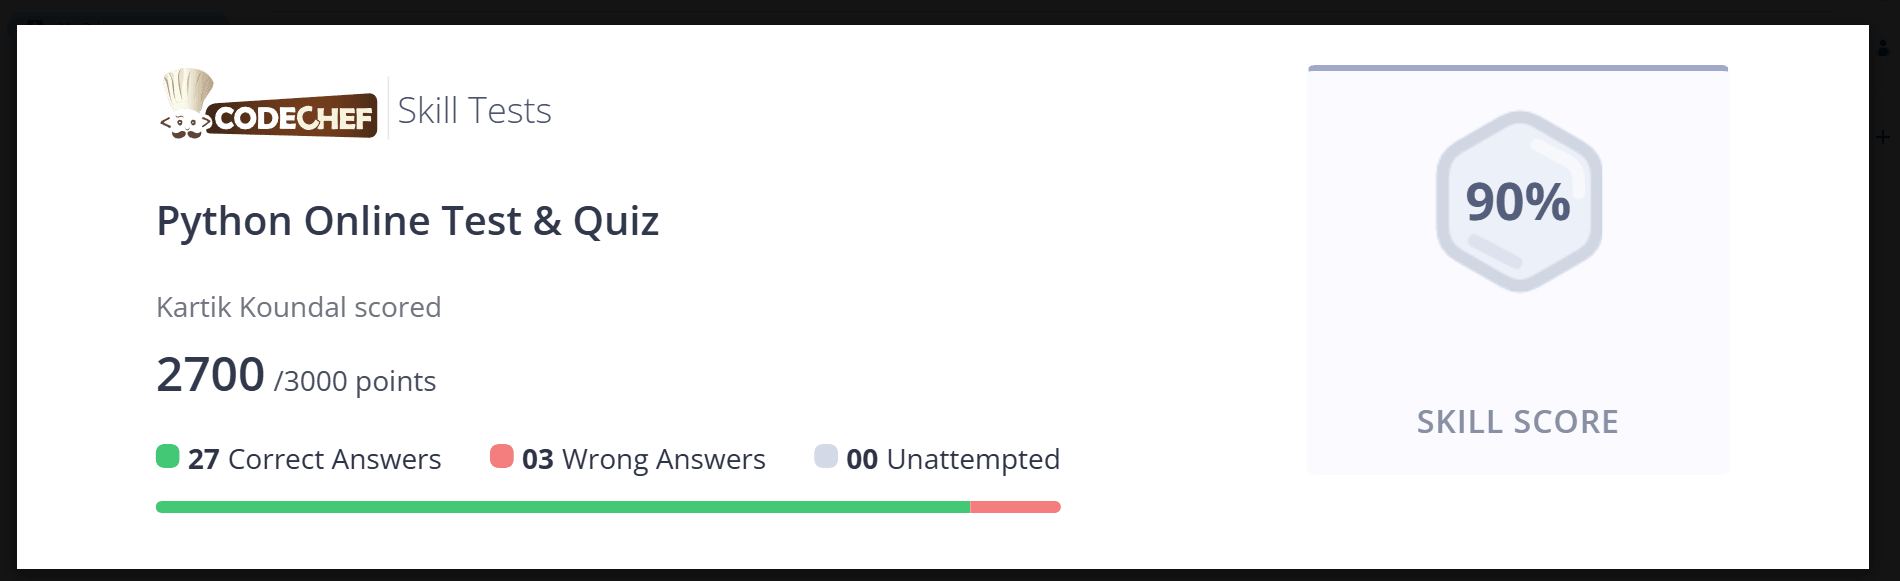 CODECHEF Skill Tests
Python Online Test & Quiz
Kartik Koundal scored
2700 /3000 points
27 Correct Answers 03 Wrong Answers 00 Unattempted
90%
SKILL SCORE